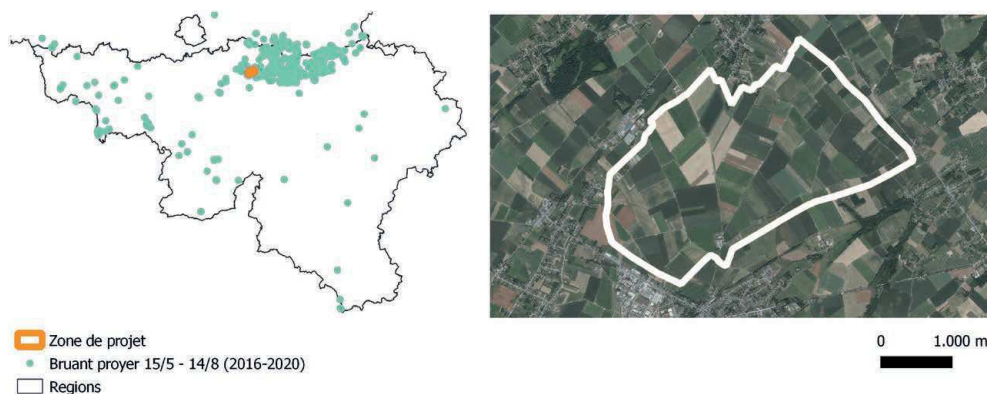 Zone de projet
Bruant proyer 15/5 - 14/8 (2016-2020)
Regions
0 1.000 m